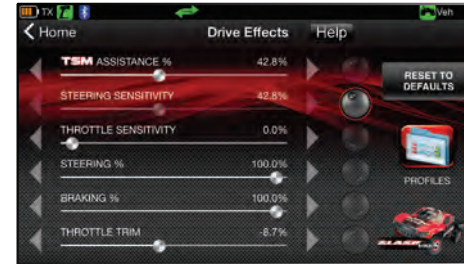 TX Veh
Home Drive Effects Help
TSM ASSISTANCE % 42.8%
RESET TO
DEFAULTS
STEERING SENSITIVITY 42.8%
THROTTLE SENSITIVITY 0.0%
STEERING % 100.0%
PROFILES
BRAKING % 100.0%
THROTTLE TRIM -8.7%
SLASH